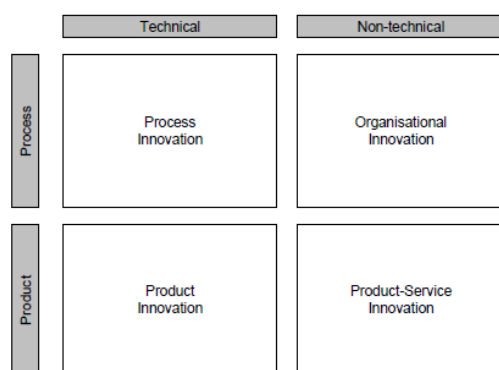 Technical
Non-technical
Process
Process
Innovation
Organisational
Innovation
Product
Product
Innovation
Product-Service
Innovation